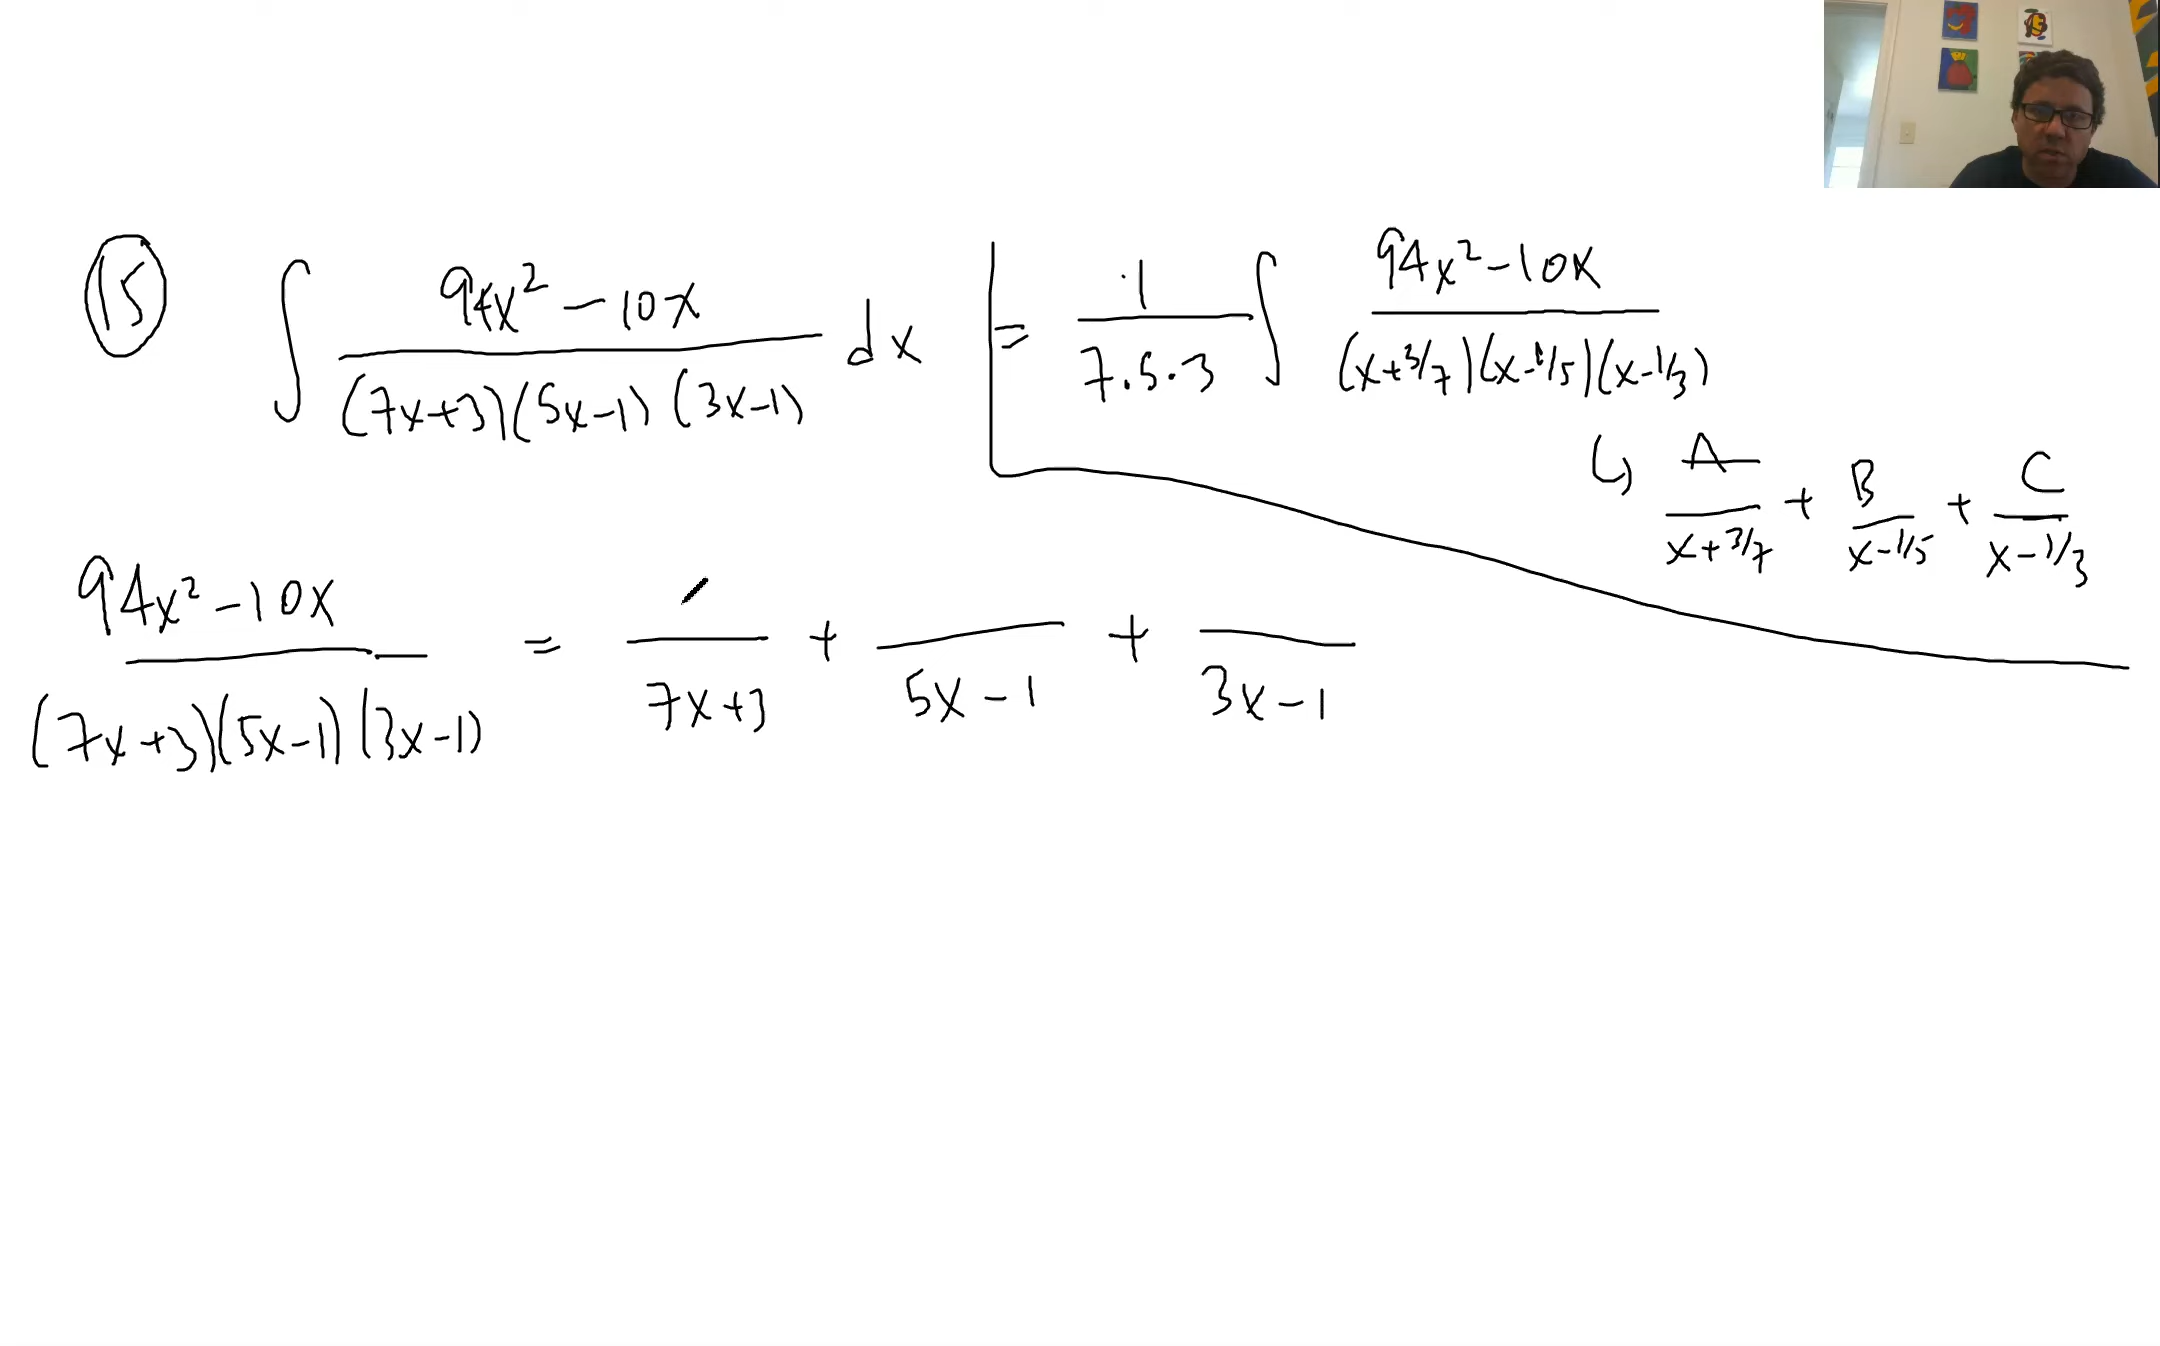 15 ∫ (94x² - 10x) / ((7x+3)(5x-1)(3x-1)) dx = 1/(7.5.3) ∫ (94x² - 10x) / ((x+3/7)(x-1/5)(x-1/3))
↳ A/(x+3/7) + B/(x-1/5) + C/(x-1/3)
(94x² - 10x) / ((7x+3)(5x-1)(3x-1)) = /(7x+3) + /(5x-1) + /(3x-1)